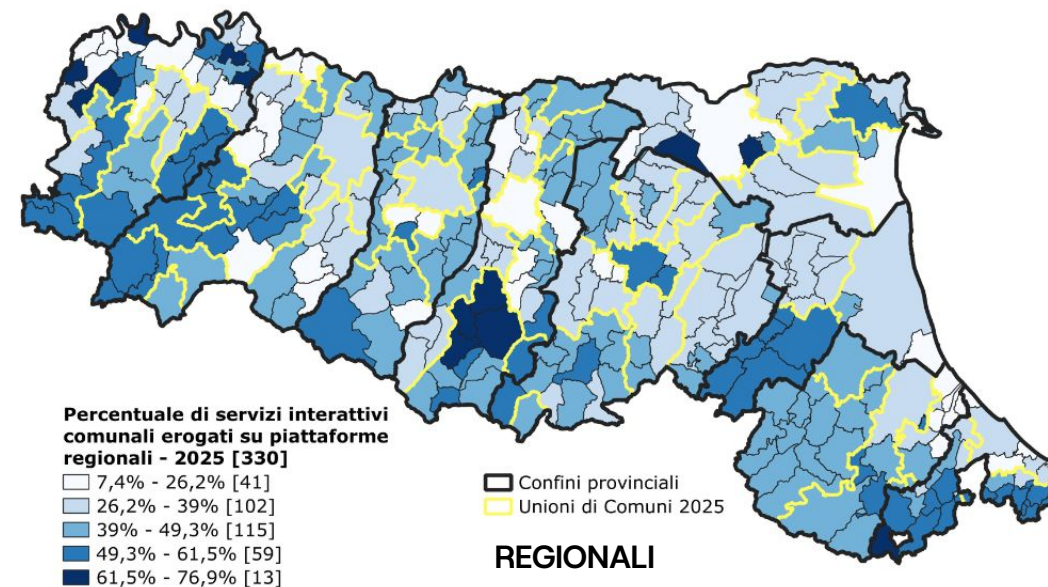 Percentuale di servizi interattivi
comunali erogati su piattaforme
regionali - 2025 [330]
7,4% - 26,2% [41]
26,2% - 39% [102]
39% - 49,3% [115]
49,3% - 61,5% [59]
61,5% - 76,9% [13]
Confini provinciali
Unioni di Comuni 2025
REGIONALI